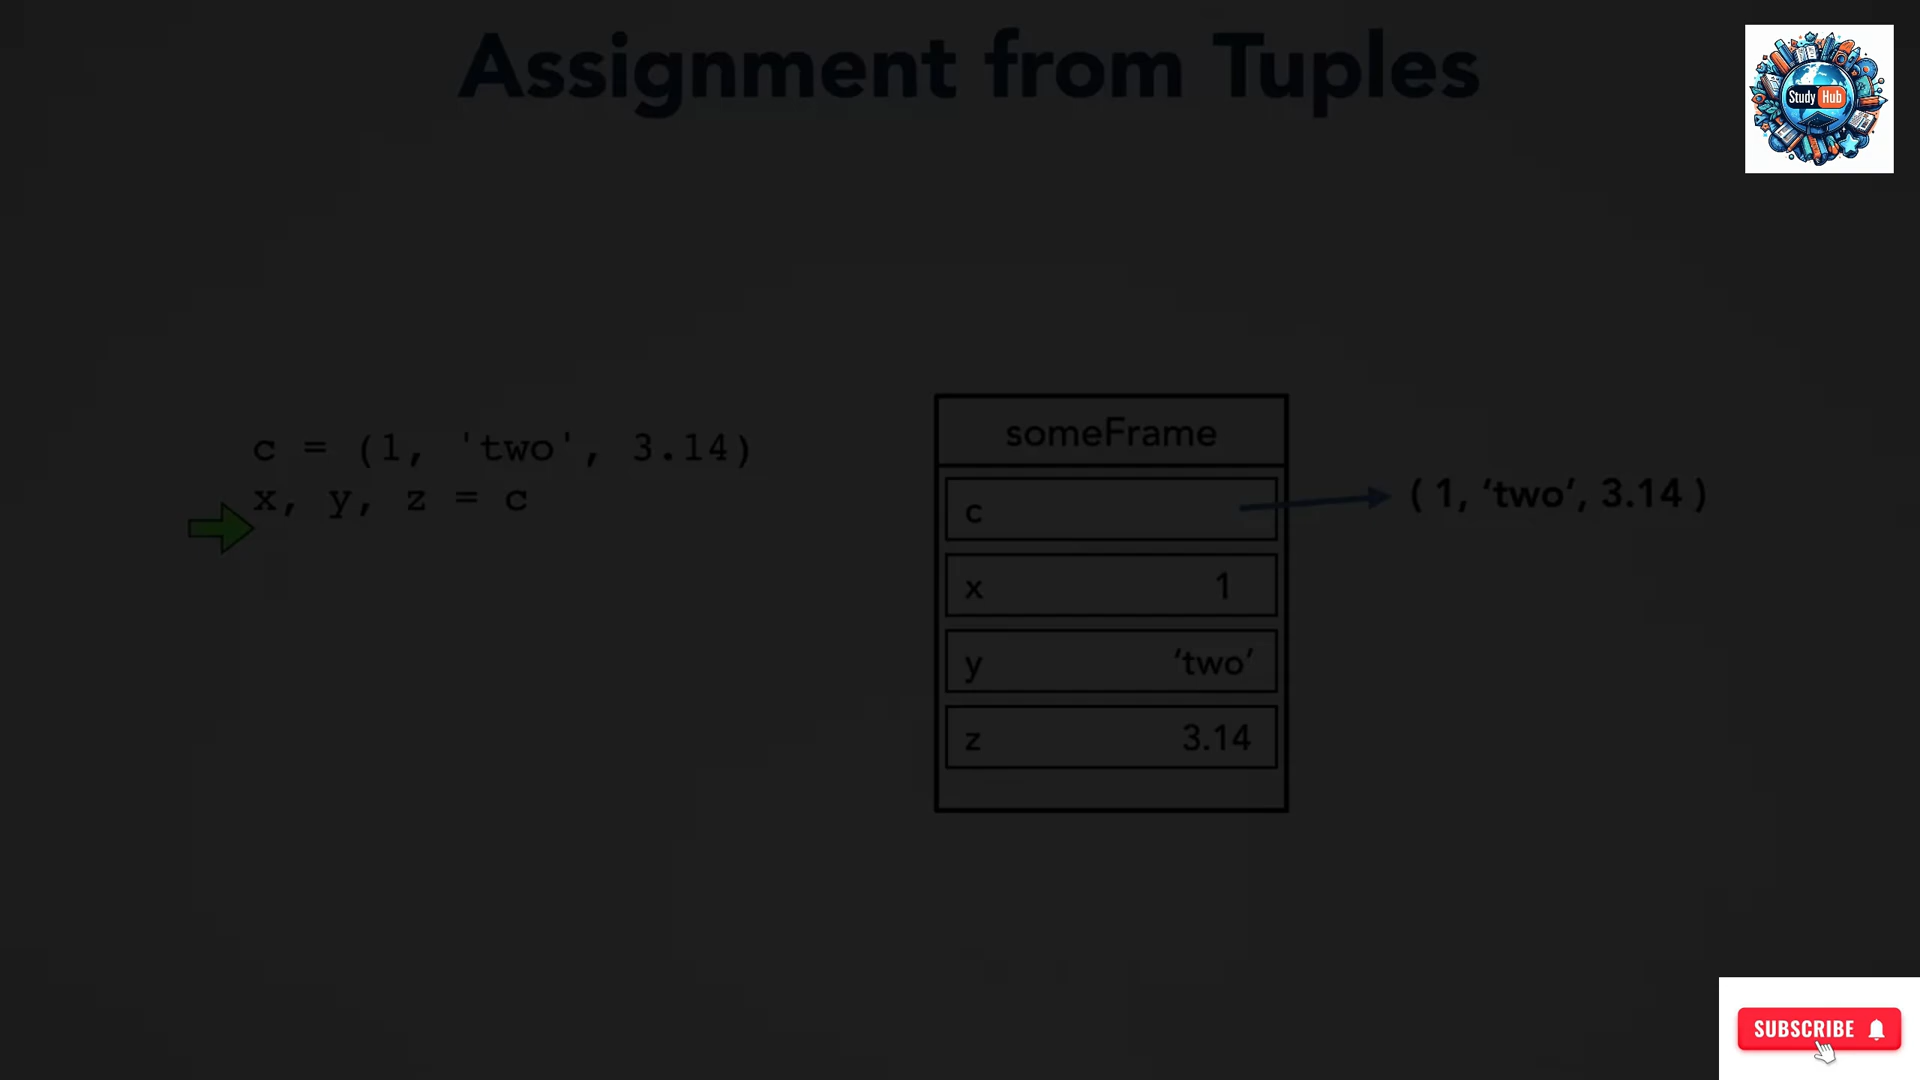 Assignment from Tuples
Study Hub
c = (1, 'two', 3.14)
x, y, z = c
someFrame
c
( 1, ‘two’, 3.14 )
x 1
y ‘two’
z 3.14
SUBSCRIBE